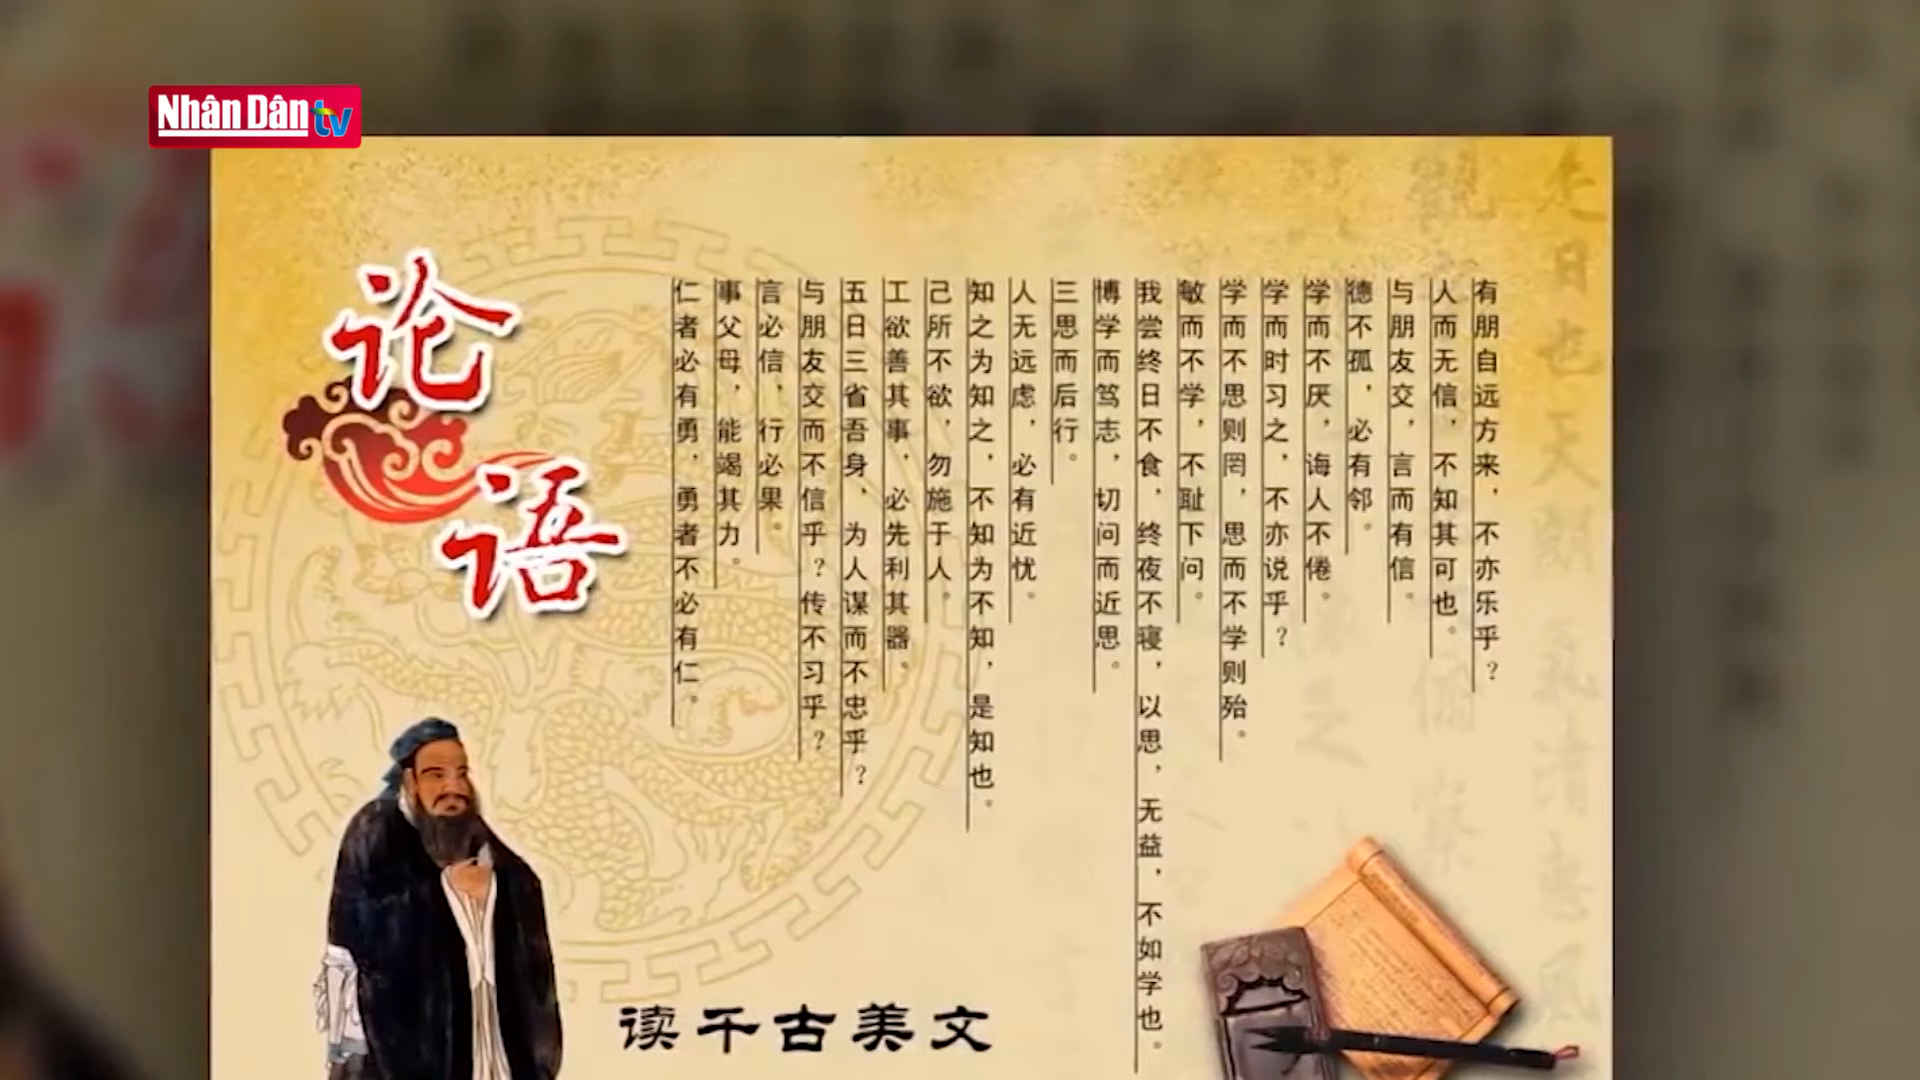 Nhân Dân tv
论语
有朋自远方来，不亦乐乎？
人而无信，不知其可也。
与朋友交，言而有信。
德不孤，必有邻。
学而不厌，诲人不倦。
学而时习之，不亦说乎？
学而不思则罔，思而不学则殆。
敏而不学，不耻下问。
我尝终日不食，终夜不寝，以思，无益，不如学也。
博学而笃志，切问而近思。
三思而后行。
人无远虑，必有近忧。
知之为知之，不知为不知，是知也。
己所不欲，勿施于人。
工欲善其事，必先利其器。
五日三省吾身，为人谋而不忠乎？
与朋友交而不信乎？传不习乎？
言必信，行必果。
事父母，能竭其力。
仁者必有勇，勇者不必有仁。
读千古美文